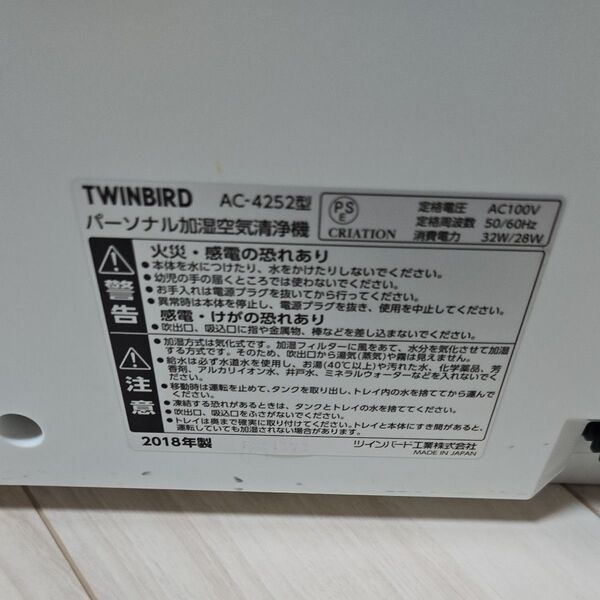 TWINBIRD AC-4252型
パーソナル加湿空気清浄機
PSE
CRIATION
定格電圧 AC100V
定格周波数 50/60Hz
消費電力 32W/28W
警告
火災・感電の恐れあり
●本体を水につけたり、水をかけたりしないでください。
●幼児の手の届くところでは使わないでください。
●お手入れは電源プラグを抜いてから行ってください。
●異常時は本体を停止し、電源プラグを抜き、使用を中止してください。
感電・けがの恐れあり
●吹出口、吸込口に指や金属物、棒などを差し込まないでください。
注意
●加湿方式は気化式です。加湿フィルターに風をあて、水分を気化させて加湿
する方式です。そのため、吹出口から湯気(蒸気)や霧は見えません。
●給水は必ず水道水を使用し、お湯(40℃以上)や汚れた水、化学薬品、芳
香剤、アルカリイオン水、井戸水、ミネラルウォーターなどを入れないでくだ
さい。
●移動時は運転を止めて、タンクを取り出し、トレイ内の水を捨ててから運んで
ください。
●凍結する恐れがあるときは、タンクとトレイの水を捨ててください。
●吹出口、吸込口をふさがないでください。
●トレイは奥まで確実に取り付けてください。トレイと本体にすき間があると、
運転していても加湿されない場合があります。
2018年製
ツインバード工業株式会社
MADE IN JAPAN